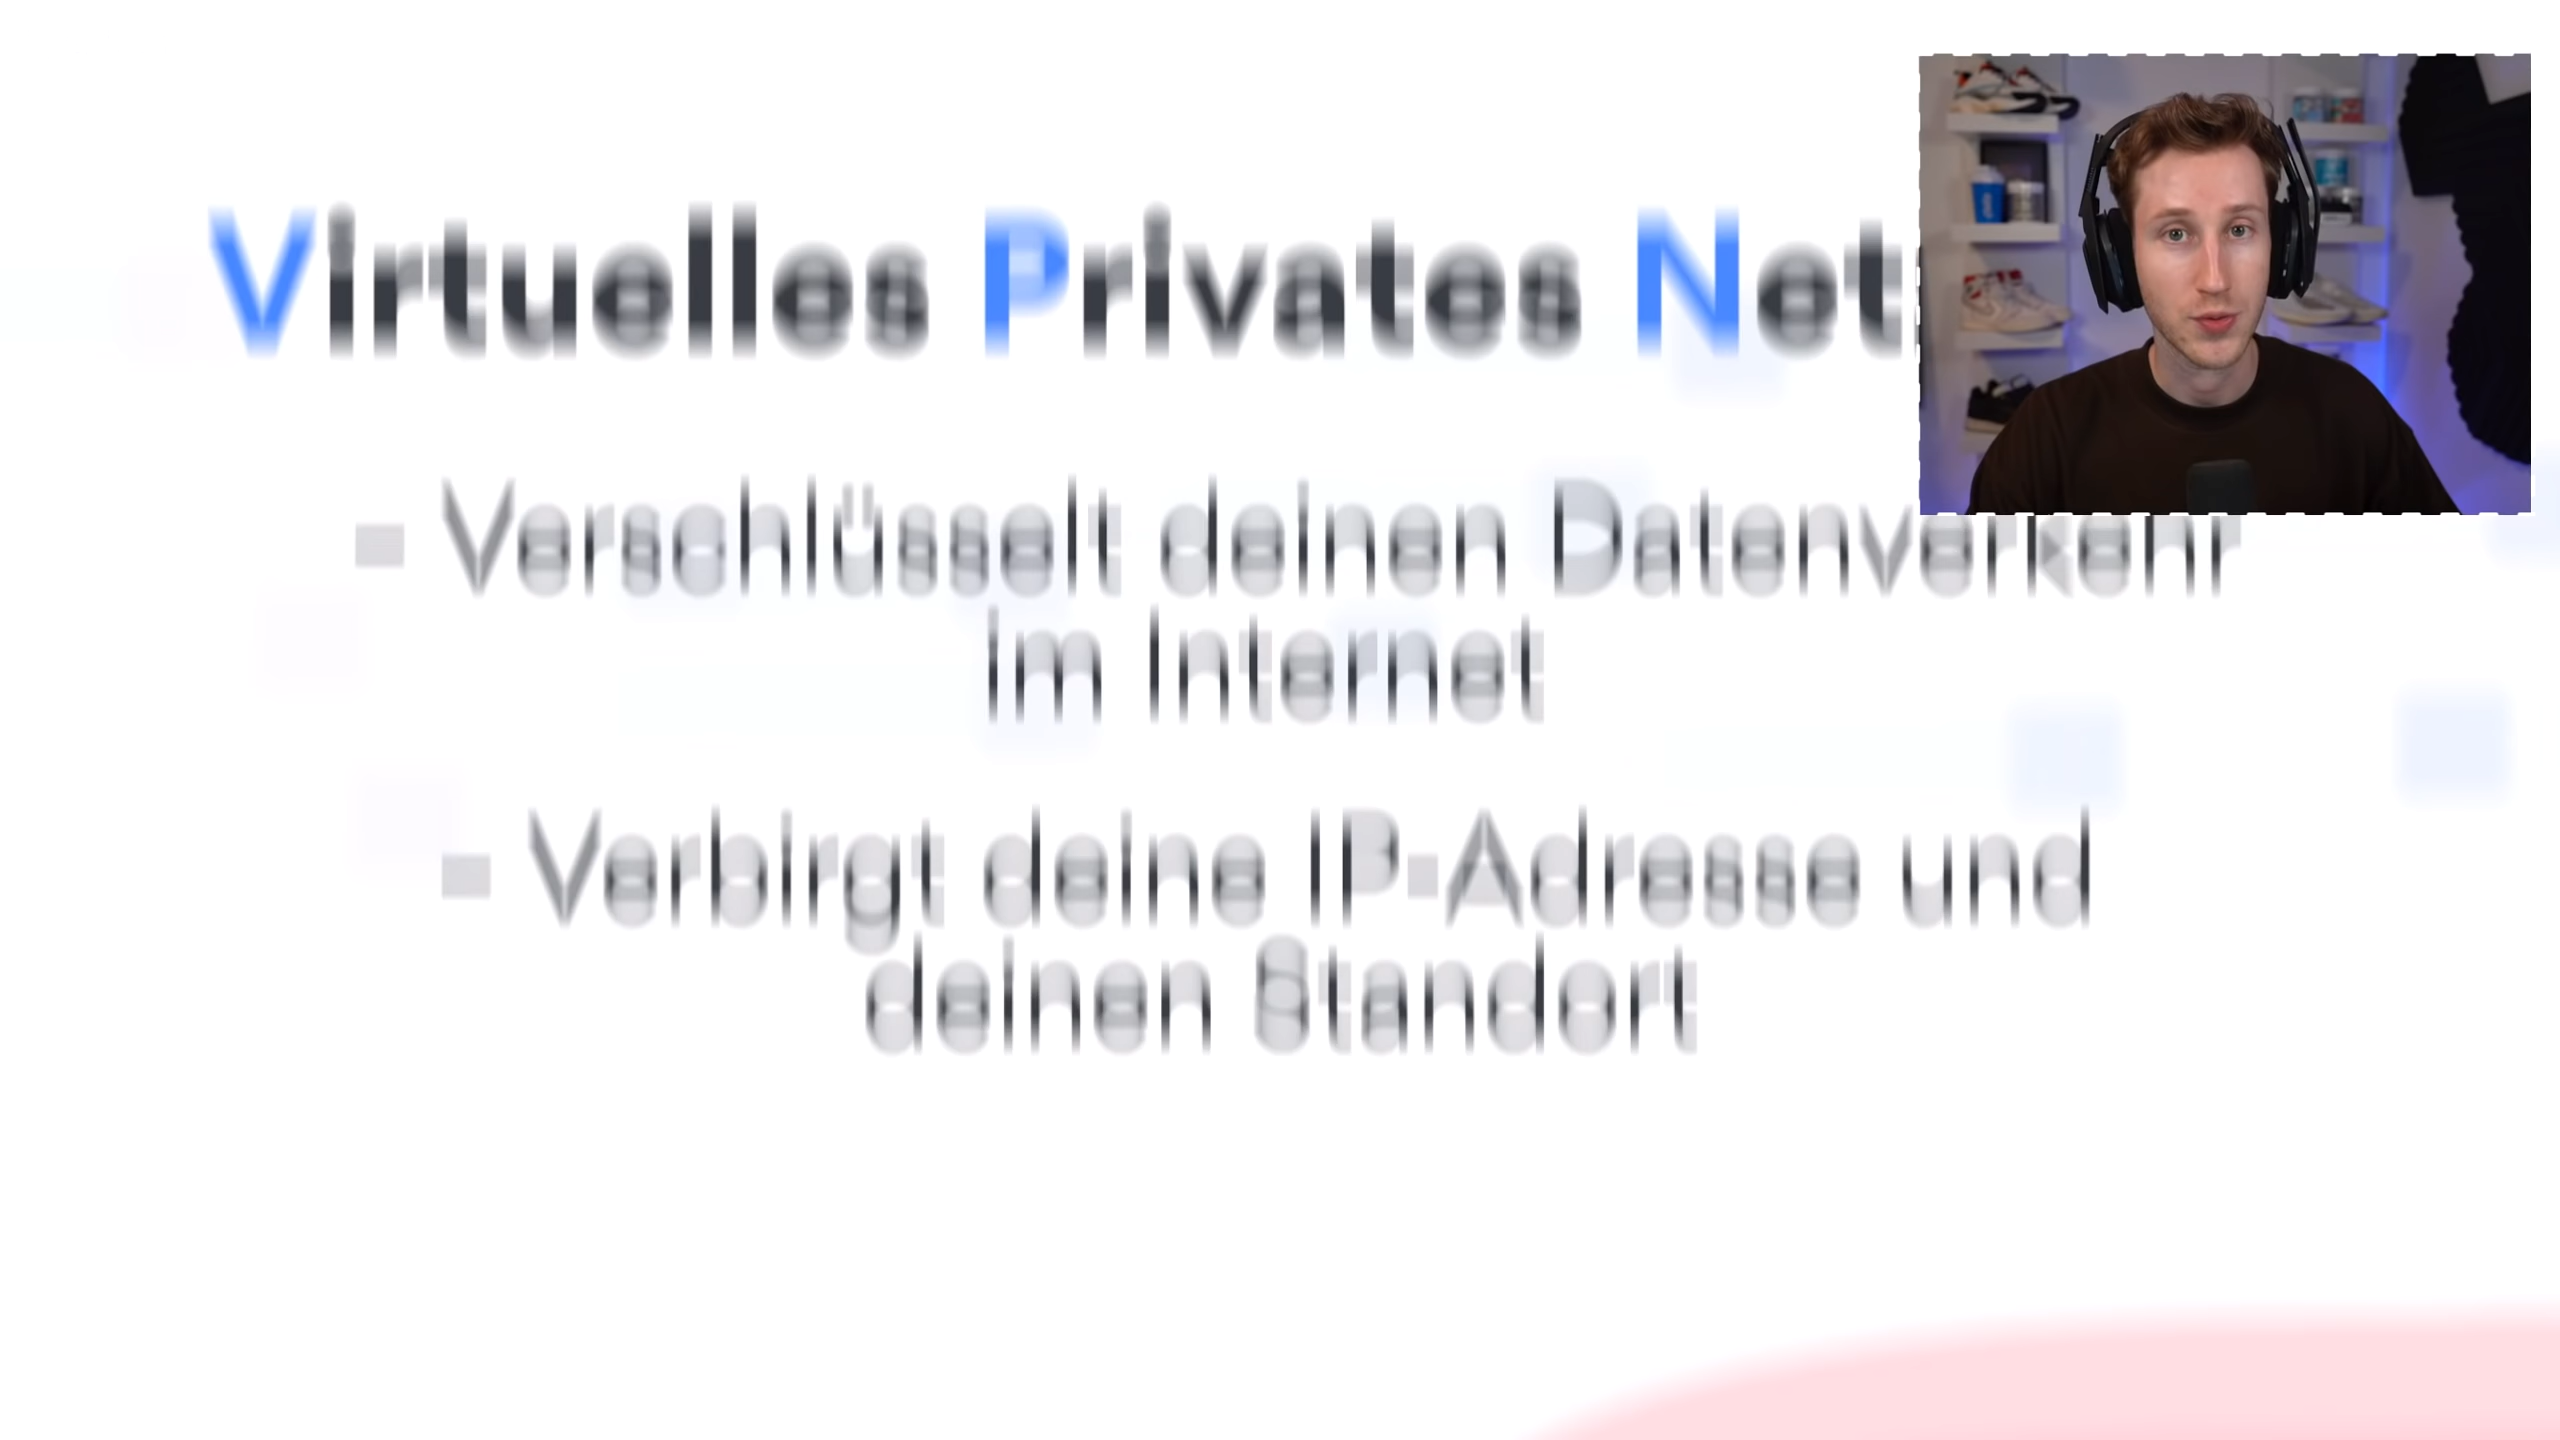 Virtuelles Privates Net
- Verschlüsselt deinen Datenverkehr
im Internet
- Verbirgt deine IP-Adresse und
deinen Standort